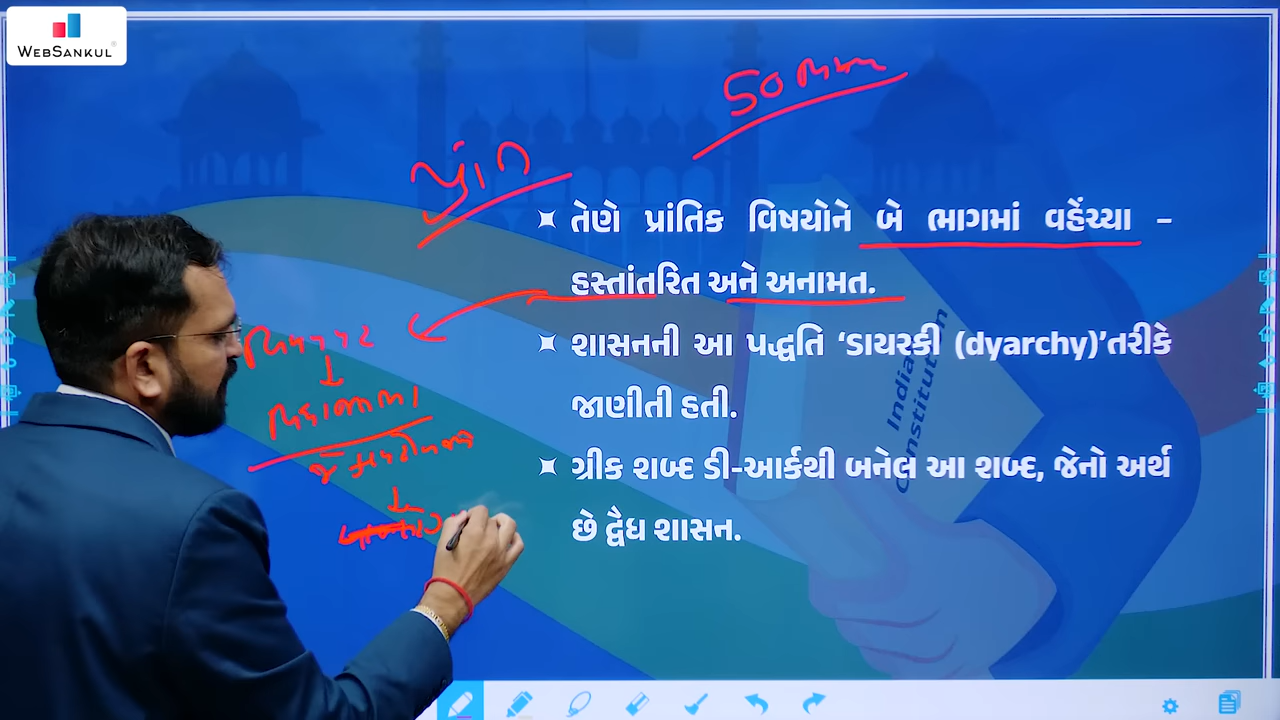 WEBSANKUL
પ્રાંત
તેણે પ્રાંતિક વિષયોને બે ભાગમાં વહેંચ્યા –
હસ્તાંતરિત અને અનામત.
શાસનની આ પદ્ધતિ ‘ડાયરકી (dyarchy)’તરીકે
જાણીતી હતી.
ગ્રીક શબ્દ ડી-આર્કથી બનેલ આ શબ્દ, જેનો અર્થ
છે દ્વૈધ શાસન.
Indian
Constitution